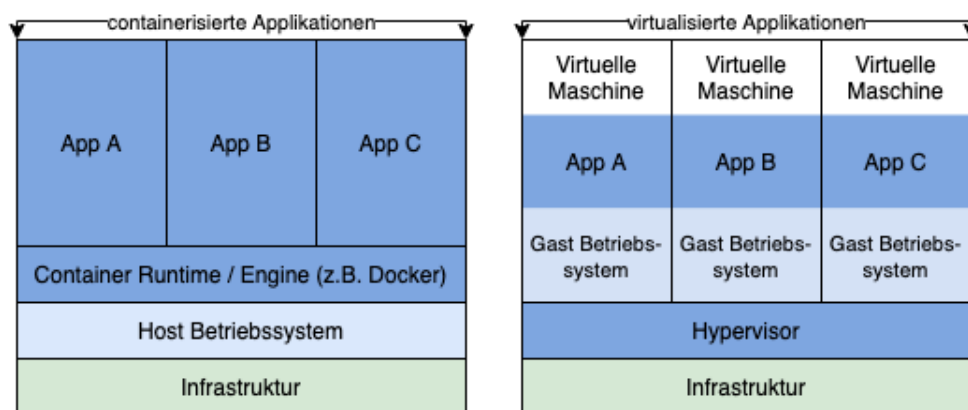 containerisierte Applikationen
App A
App B
App C
Container Runtime / Engine (z.B. Docker)
Host Betriebssystem
Infrastruktur
virtualisierte Applikationen
Virtuelle
Maschine
Virtuelle
Maschine
Virtuelle
Maschine
App A
App B
App C
Gast Betriebs-
system
Gast Betriebs-
system
Gast Betriebs-
system
Hypervisor
Infrastruktur